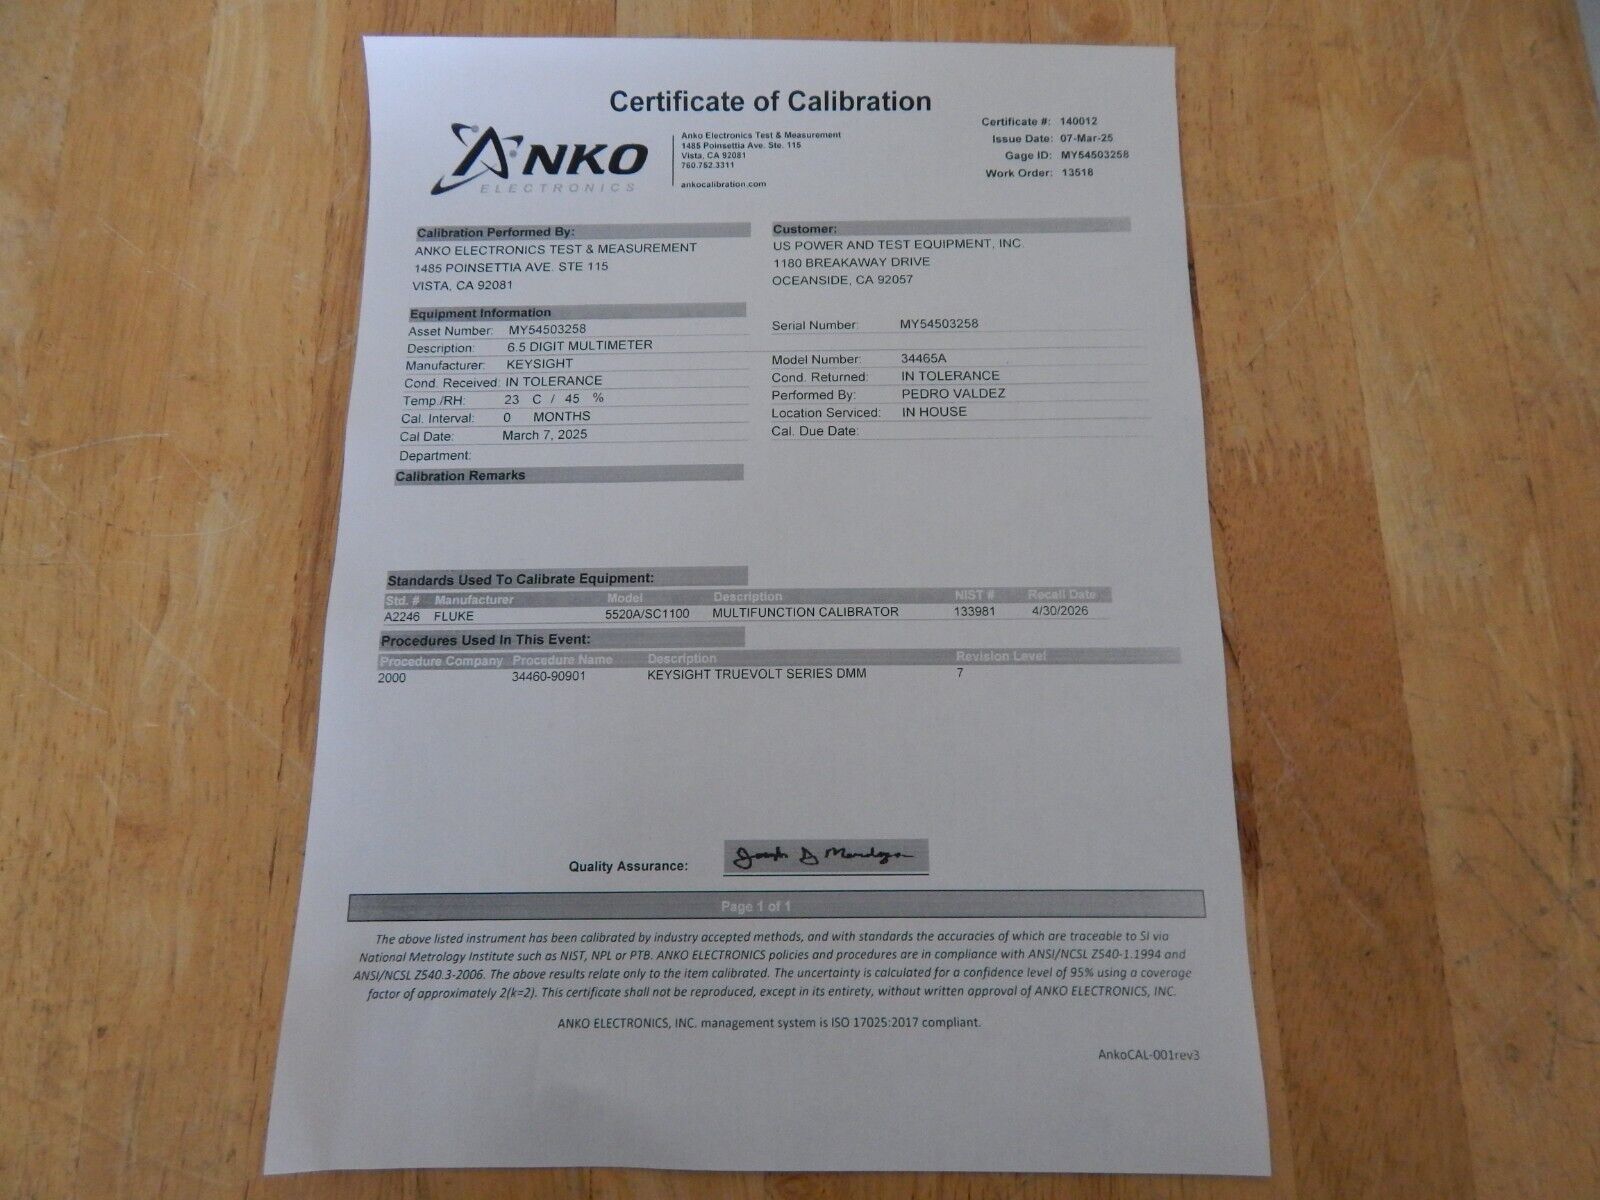 Certificate of Calibration
ANKO
ELECTRONICS
Anko Electronics Test & Measurement
1485 Poinsettia Ave. Ste. 115
Vista, CA 92081
760.752.3311
ankocalibration.com
Certificate #: 140012
Issue Date: 07-Mar-25
Gage ID: MY54503258
Work Order: 13518
Calibration Performed By:
ANKO ELECTRONICS TEST & MEASUREMENT
1485 POINSETTIA AVE. STE 115
VISTA, CA 92081
Customer:
US POWER AND TEST EQUIPMENT, INC.
1180 BREAKAWAY DRIVE
OCEANSIDE, CA 92057
Equipment Information
Asset Number: MY54503258
Description: 6.5 DIGIT MULTIMETER
Manufacturer: KEYSIGHT
Cond. Received: IN TOLERANCE
Temp./RH: 23 C / 45 %
Cal. Interval: 0 MONTHS
Cal Date: March 7, 2025
Department:
Serial Number: MY54503258
Model Number: 34465A
Cond. Returned: IN TOLERANCE
Performed By: PEDRO VALDEZ
Location Serviced: IN HOUSE
Cal. Due Date:
Calibration Remarks
Standards Used To Calibrate Equipment:
Std. # Manufacturer Model Description NIST # Recall Date
A2246 FLUKE 5520A/SC1100 MULTIFUNCTION CALIBRATOR 133981 4/30/2026
Procedures Used In This Event:
Procedure Company Procedure Name Description Revision Level
2000 34460-90901 KEYSIGHT TRUEVOLT SERIES DMM 7
Quality Assurance:
Page 1 of 1
The above listed instrument has been calibrated by industry accepted methods, and with standards the accuracies of which are traceable to SI via
National Metrology Institute such as NIST, NPL or PTB. ANKO ELECTRONICS policies and procedures are in compliance with ANSI/NCSL Z540-1.1994 and
ANSI/NCSL Z540.3-2006. The above results relate only to the item calibrated. The uncertainty is calculated for a confidence level of 95% using a coverage
factor of approximately 2(k=2). This certificate shall not be reproduced, except in its entirety, without written approval of ANKO ELECTRONICS, INC.
ANKO ELECTRONICS, INC. management system is ISO 17025:2017 compliant.
AnkoCAL-001rev3